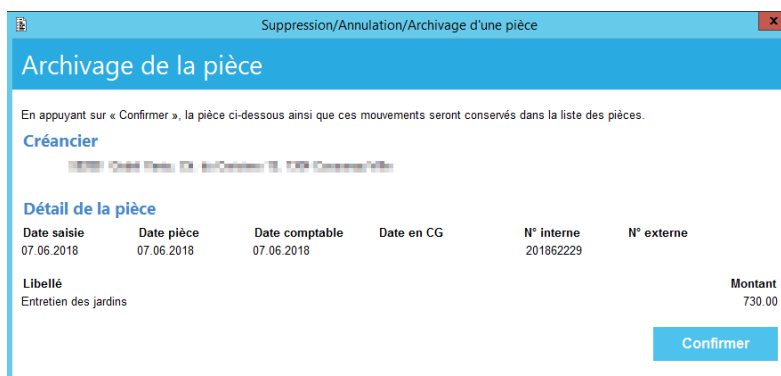 Suppression/Annulation/Archivage d'une pièce
x
Archivage de la pièce
En appuyant sur « Confirmer », la pièce ci-dessous ainsi que ces mouvements seront conservés dans la liste des pièces.
Créancier
Détail de la pièce
Date saisie Date pièce Date comptable Date en CG N° interne N° externe
07.06.2018 07.06.2018 07.06.2018 201862229
Libellé Montant
Entretien des jardins 730.00
Confirmer